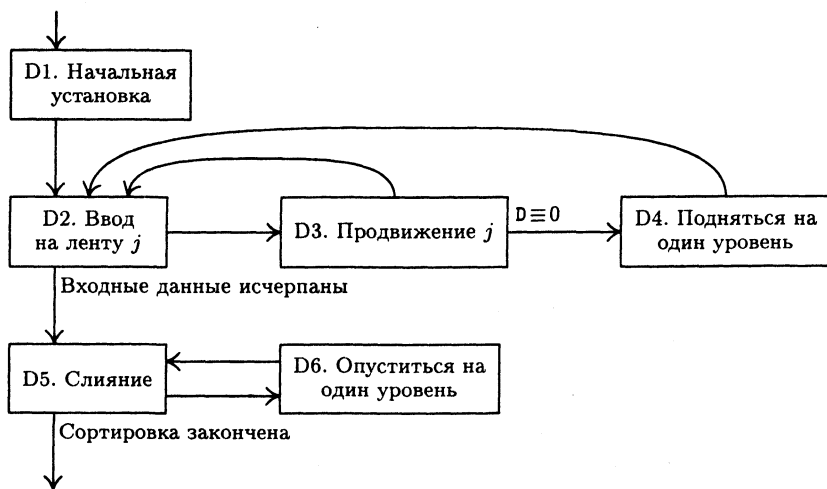 D1. Начальная
установка
D2. Ввод
на ленту j
D3. Продвижение j
D≡0
D4. Подняться на
один уровень
Входные данные исчерпаны
D5. Слияние
D6. Опуститься на
один уровень
Сортировка закончена